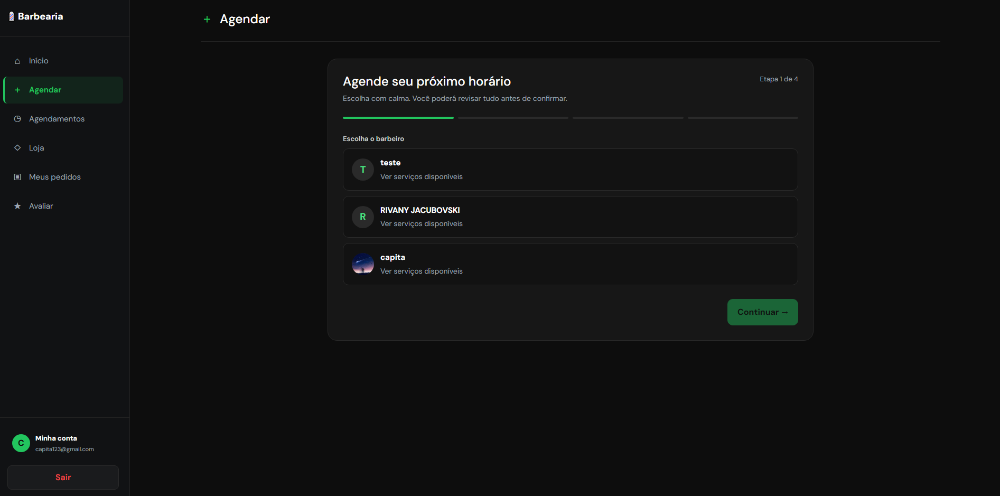 Barbearia
Início
+ Agendar
Agendamentos
Loja
Meus pedidos
★ Avaliar
Minha conta
C
capita123@gmail.com
Sair
+ Agendar
Agende seu próximo horário
Etapa 1 de 4
Escolha com calma. Você poderá revisar tudo antes de confirmar.
Escolha o barbeiro
T
teste
Ver serviços disponíveis
R
RIVANY JACUBOVSKI
Ver serviços disponíveis
capita
Ver serviços disponíveis
Continuar →